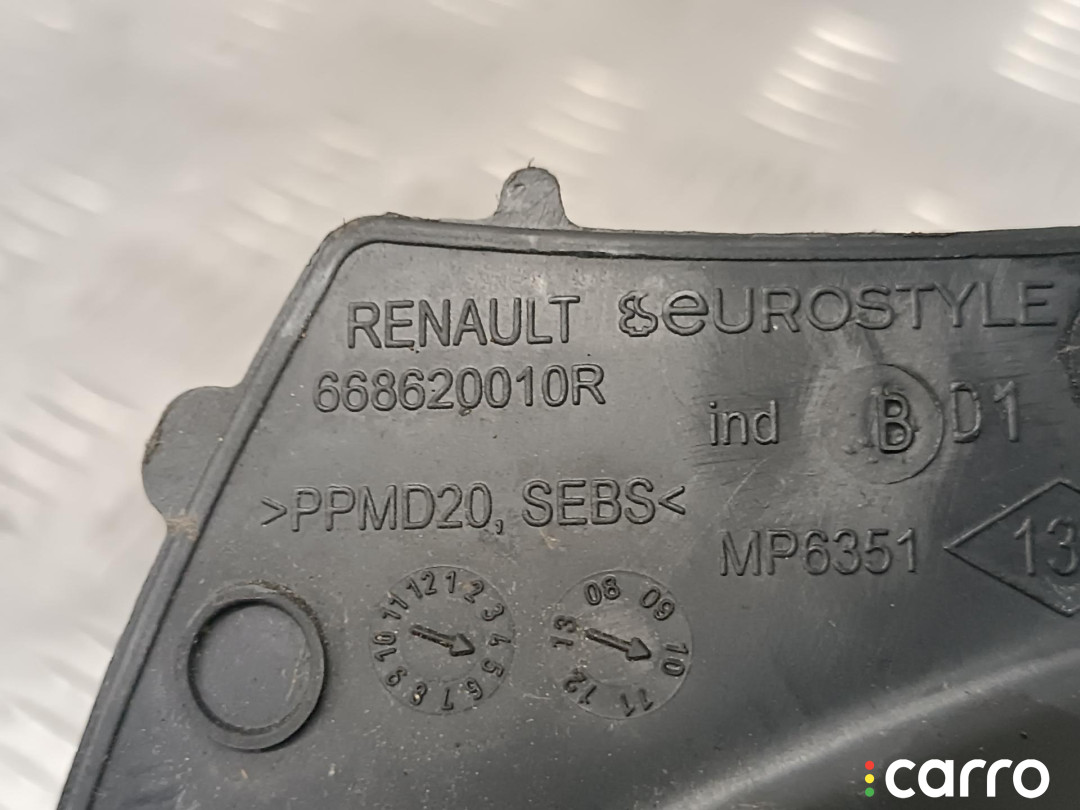 RENAULT eUROSTYLE
668620010R
ind B D1
>PPMD20, SEBS<
MP6351 13
12 1 2 3 4 5 6 7 8 9 10 11
08 09 10 11 12 13
carro